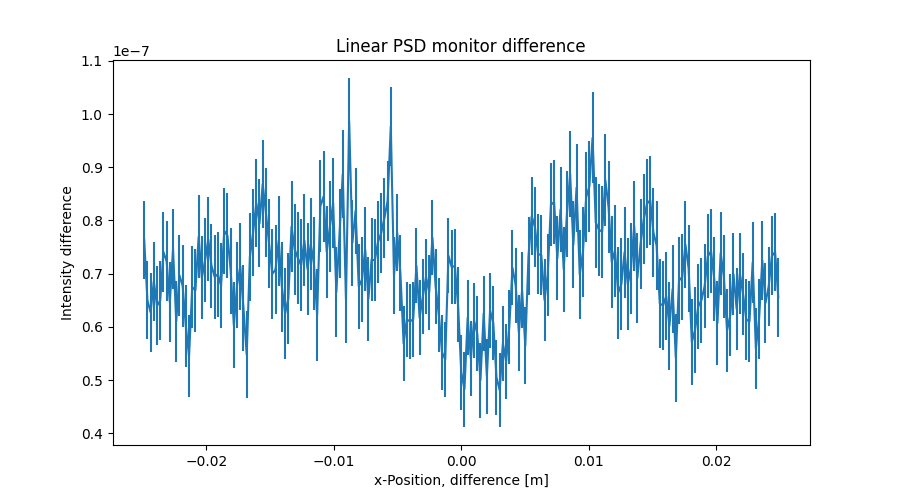 Linear PSD monitor difference
1e−7
1.1
1.0
0.9
0.8
0.7
0.6
0.5
0.4
Intensity difference
−0.02 −0.01 0.00 0.01 0.02
x-Position, difference [m]